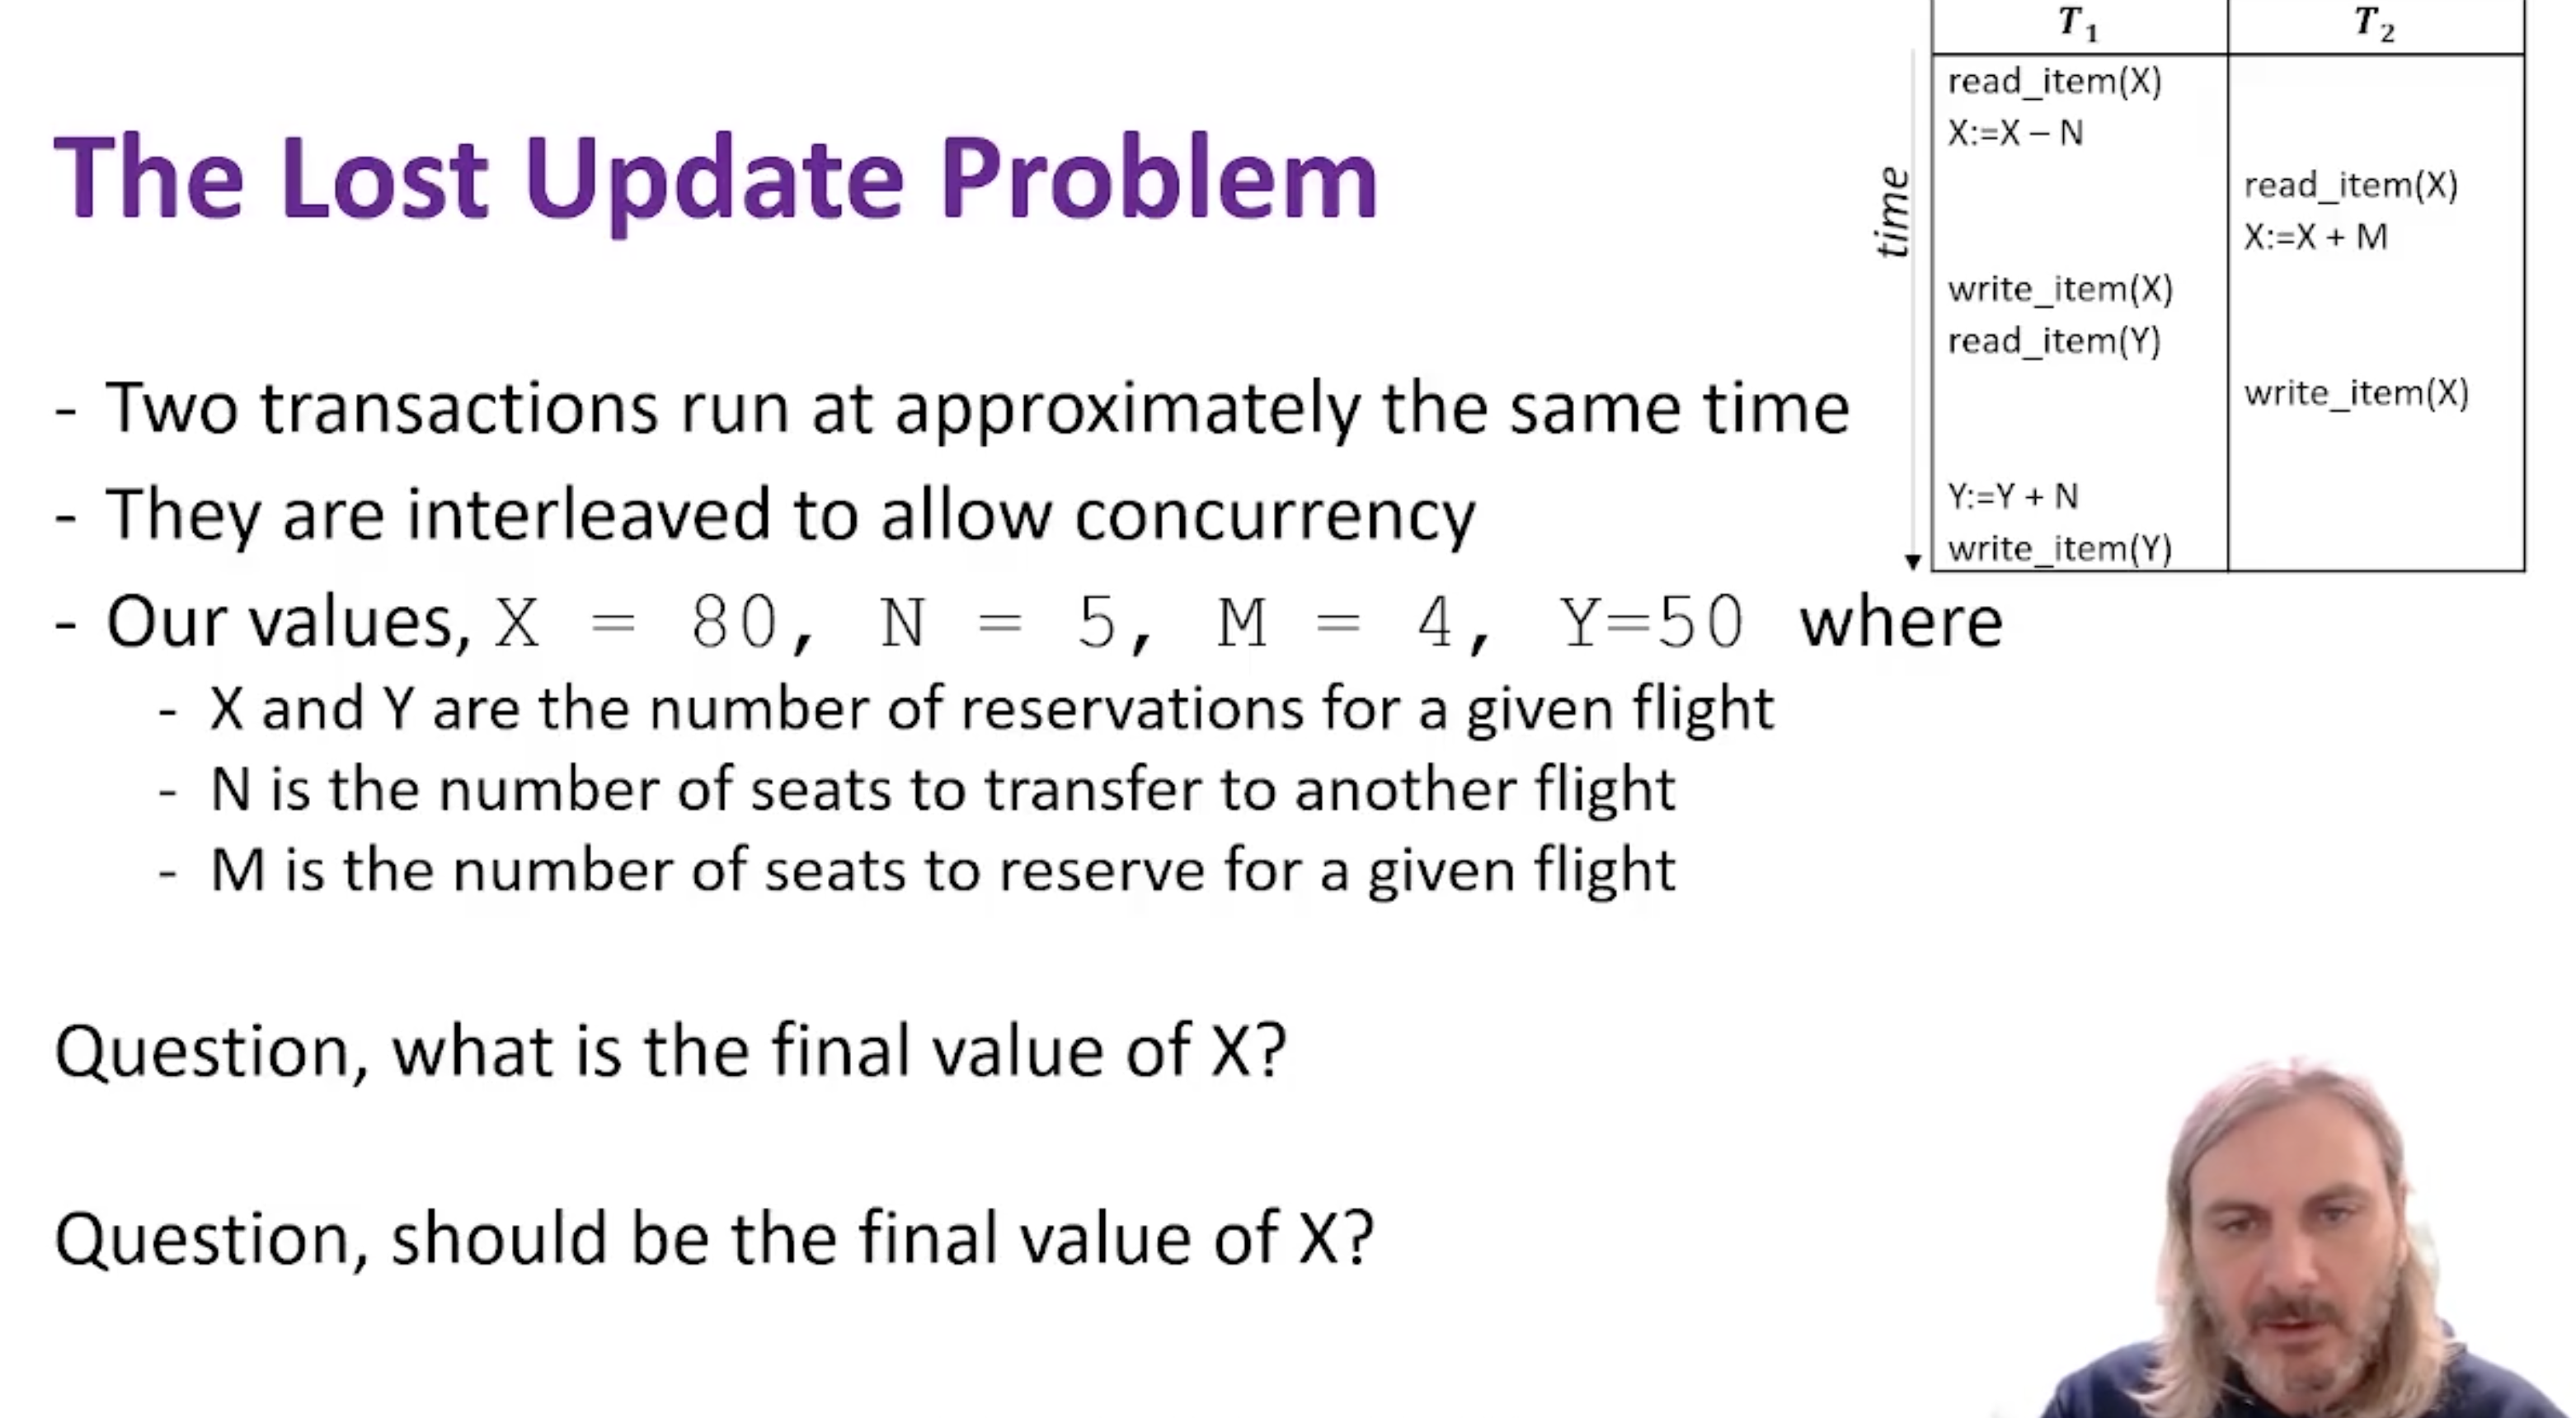 The Lost Update Problem
- Two transactions run at approximately the same time
- They are interleaved to allow concurrency
- Our values, X = 80, N = 5, M = 4, Y=50 where
- X and Y are the number of reservations for a given flight
- N is the number of seats to transfer to another flight
- M is the number of seats to reserve for a given flight
Question, what is the final value of X?
Question, should be the final value of X?
time
T1 T2
read_item(X)
X:=X – N
read_item(X)
X:=X + M
write_item(X)
read_item(Y)
write_item(X)
Y:=Y + N
write_item(Y)